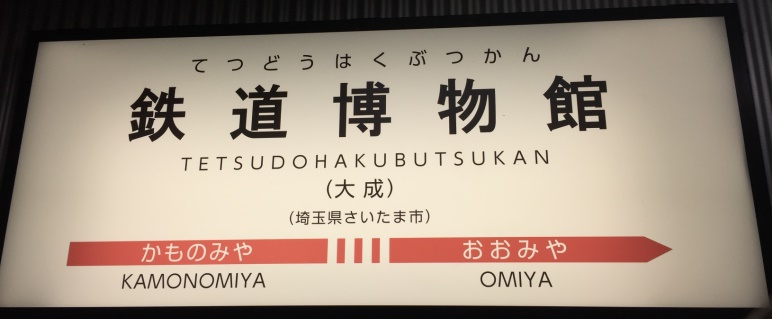 てつどうはくぶつかん
鉄道博物館
TETSUDOHAKUBUTSUKAN
（大成）
（埼玉県さいたま市）
かものみや おおみや
KAMONOMIYA OMIYA